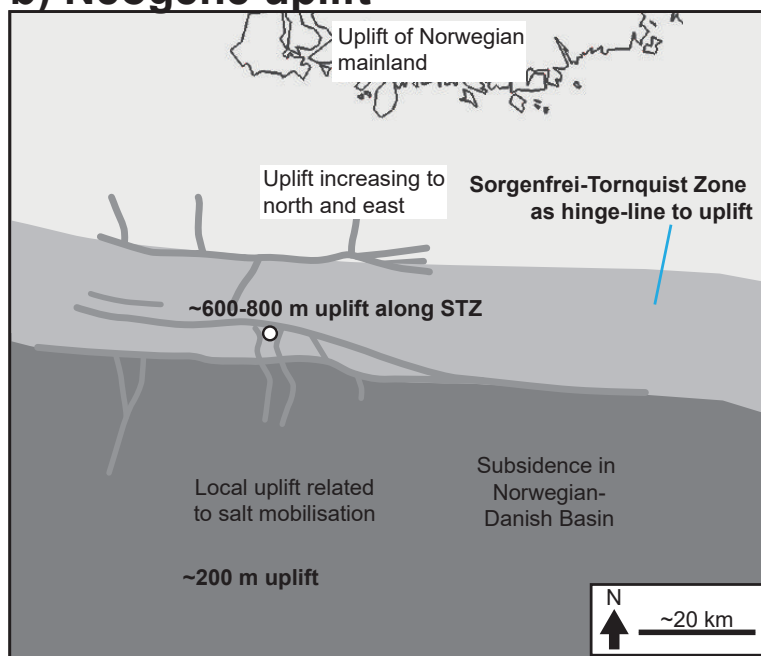 b) Neogene uplift
Uplift of Norwegian
mainland
Uplift increasing to
north and east
Sorgenfrei-Tornquist Zone
as hinge-line to uplift
~600-800 m uplift along STZ
Local uplift related
to salt mobilisation
Subsidence in
Norwegian-
Danish Basin
~200 m uplift
N
~20 km